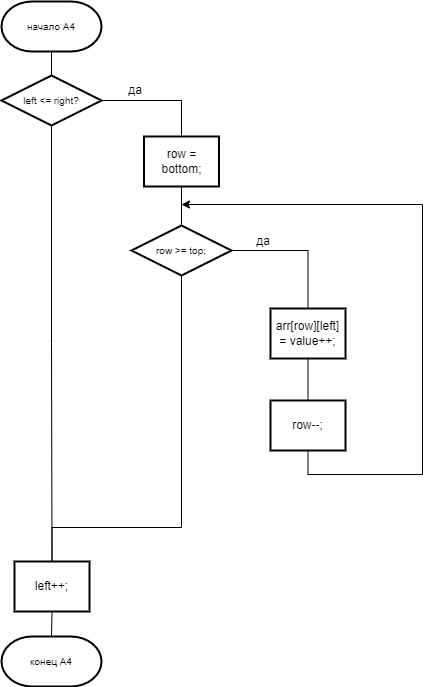 начало А4
left <= right?
да
row =
bottom;
row >= top;
да
arr[row][left]
= value++;
row--;
left++;
конец А4